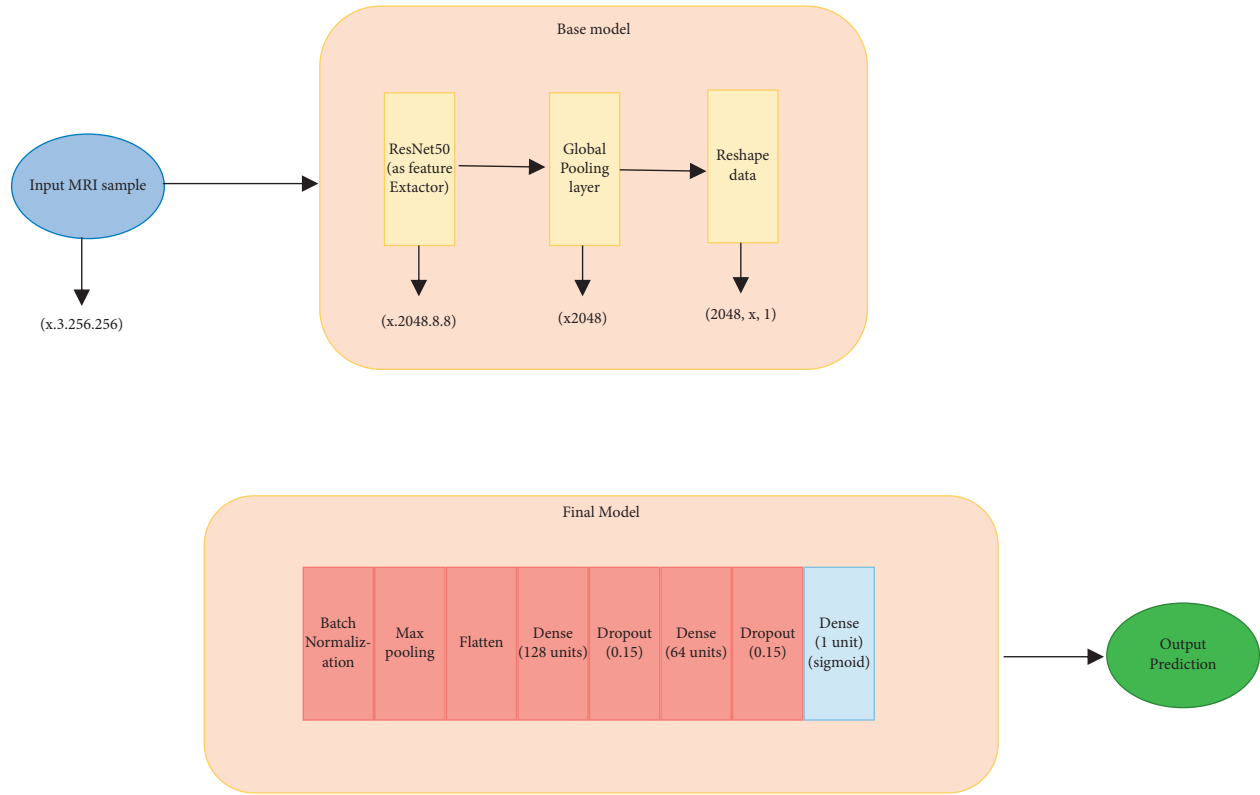 Base model
Input MRI sample
ResNet50
(as feature
Extactor)
Global
Pooling
layer
Reshape
data
(x.3.256.256)
(x.2048.8.8)
(x2048)
(2048, x, 1)
Final Model
Batch
Normaliz-
ation
Max
pooling
Flatten
Dense
(128 units)
Dropout
(0.15)
Dense
(64 units)
Dropout
(0.15)
Dense
(1 unit)
(sigmoid)
Output
Prediction